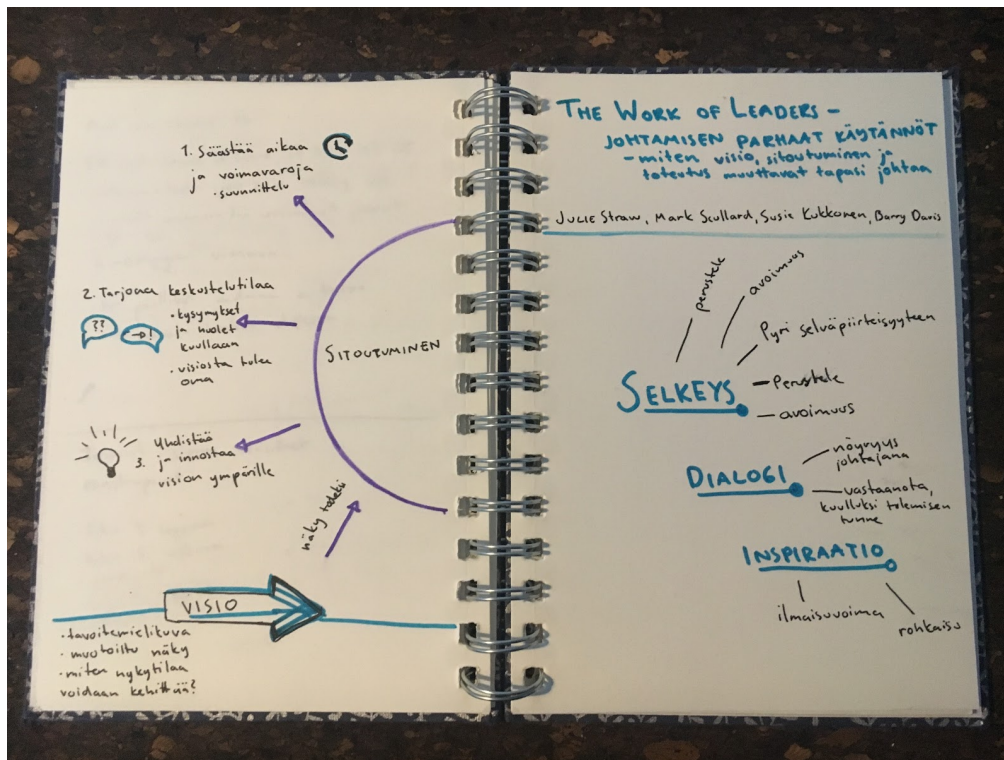 1. Säästää aikaa
ja voimavaroja
• suunnittelu
2. Tarjoaa keskustelutilaa
• kysymykset
ja huolet
kuullaan
• visiosta tulee
oma
??
→!
3. Yhdistää
ja innostaa
vision ympärille
SITOUTUMINEN
näky todeksi
VISIO
• tavoitemielikuva
• muotoiltu näky
• miten nykytilaa
voidaan kehittää?
THE WORK OF LEADERS –
JOHTAMISEN PARHAAT KÄYTÄNNÖT
– miten visio, sitoutuminen ja
toteutus muuttavat tapasi johtaa
JULIE STRAW, MARK SCULLARD, SUSIE KUKKONEN, BARRY DAVIS
perustele
avoimuus
Pyri selväpiirteisyyteen
SELKEYS
Perustele
avoimuus
DIALOGI
nöyryys
johtajana
vastaanota,
kuulluksi tulemisen
tunne
INSPIRAATIO
ilmaisuvoima
rohkaisu